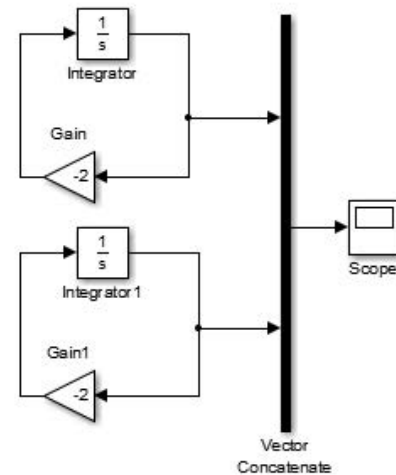 1
s
Integrator
Gain
-2
1
s
Integrator1
Gain1
-2
Scope
Vector
Concatenate